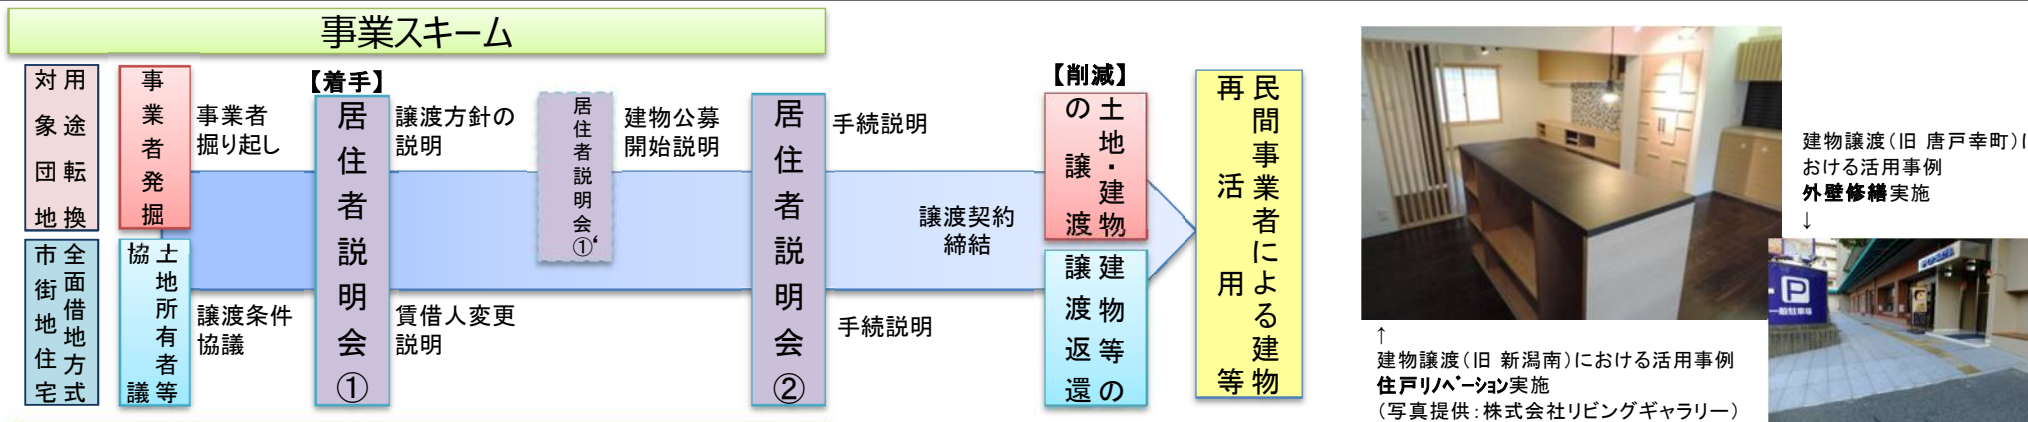 事業スキーム
用途転換
対象団地
全面借地方式
市街地住宅
事業者発掘
土地所有者等
協議
事業者
掘り起し
譲渡条件
協議
【着手】
居住者説明会①
譲渡方針の
説明
賃借人変更
説明
居住者説明会①‘
建物公募
開始説明
居住者説明会②
手続説明
手続説明
譲渡契約
締結
【削減】
土地・建物
の譲渡
建物等の
譲渡返還
民間事業者による建物
再活用等
↑
建物譲渡（旧 新潟南）における活用事例
住戸リノベーション実施
（写真提供：株式会社リビングギャラリー）
建物譲渡（旧 唐戸幸町）に
おける活用事例
外壁修繕実施
↓
P
一般駐車場